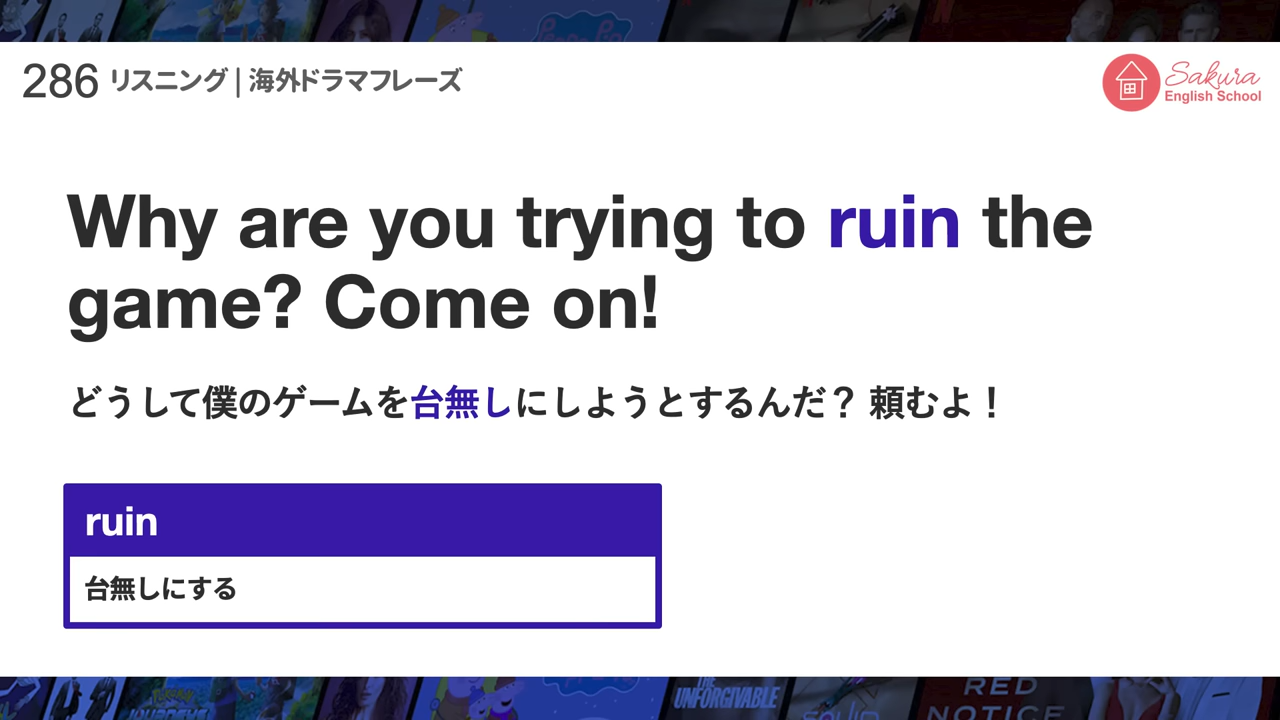 286 リスニング | 海外ドラマフレーズ
Sakura
English School
Why are you trying to ruin the
game? Come on!
どうして僕のゲームを台無しにしようとするんだ? 頼むよ!
ruin
台無しにする
THE
UNFORGIVABLE
RED
NOTICE